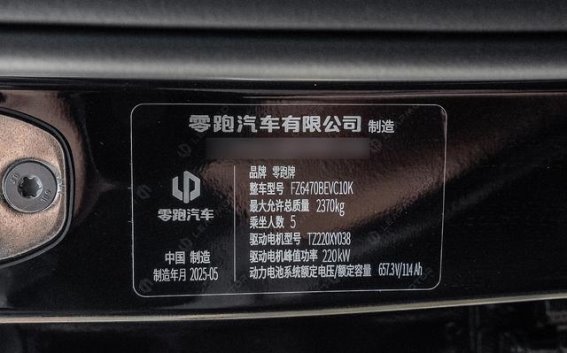 零跑汽车有限公司 制造
品牌 零跑牌
整车型号 FZ6470BEVC10K
最大允许总质量 2370kg
乘坐人数 5
驱动电机型号 TZ220XY038
驱动电机峰值功率 220kW
动力电池系统额定电压/额定容量 657.3V/114Ah
零跑汽车
中国 制造
制造年月 2025-05